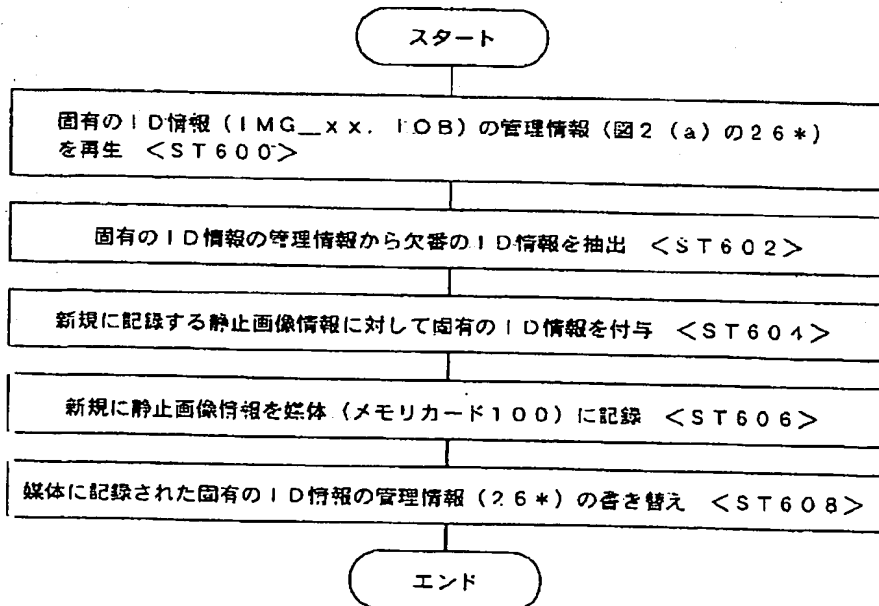 スタート
固有のID情報(IMG__xx.IOB)の管理情報(図2(a)の26*)
を再生 <ST600>
固有のID情報の管理情報から欠番のID情報を抽出 <ST602>
新規に記録する静止画像情報に対して固有のID情報を付与 <ST604>
新規に静止画像情報を媒体(メモリカード100)に記録 <ST606>
媒体に記録された固有のID情報の管理情報(26*)の書き替え <ST608>
エンド